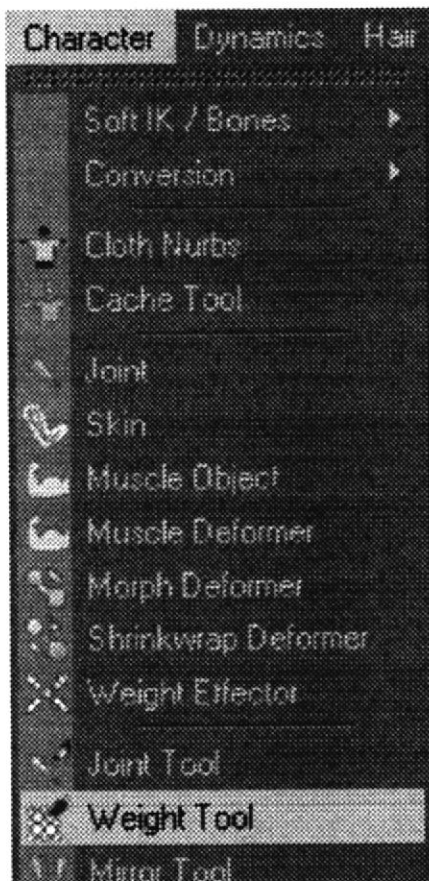 Character Dynamics Hair
Soft IK / Bones
Conversion
Cloth Nurbs
Cache Tool
Joint
Skin
Muscle Object
Muscle Deformer
Morph Deformer
Shrinkwrap Deformer
Weight Effector
Joint Tool
Weight Tool
Mirror Tool